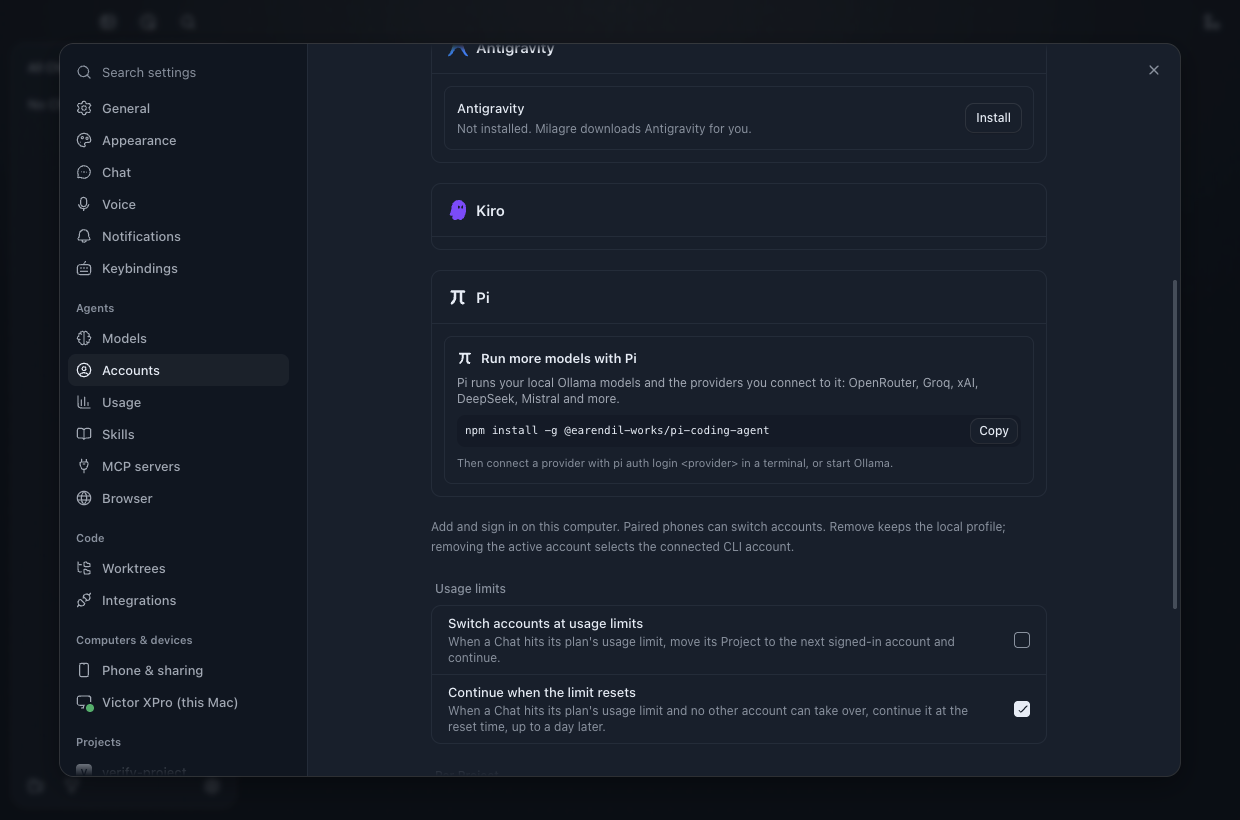 Search settings
General
Appearance
Chat
Voice
Notifications
Keybindings
Agents
Models
Accounts
Usage
Skills
MCP servers
Browser
Code
Worktrees
Integrations
Computers & devices
Phone & sharing
Victor XPro (this Mac)
Projects
verify-project
Antigravity
Antigravity
Not installed. Milagre downloads Antigravity for you.
Install
Kiro
Pi
Run more models with Pi
Pi runs your local Ollama models and the providers you connect to it: OpenRouter, Groq, xAI,
DeepSeek, Mistral and more.
npm install -g @earendil-works/pi-coding-agent
Copy
Then connect a provider with pi auth login <provider> in a terminal, or start Ollama.
Add and sign in on this computer. Paired phones can switch accounts. Remove keeps the local profile;
removing the active account selects the connected CLI account.
Usage limits
Switch accounts at usage limits
When a Chat hits its plan's usage limit, move its Project to the next signed-in account and
continue.
Continue when the limit resets
When a Chat hits its plan's usage limit and no other account can take over, continue it at the
reset time, up to a day later.
Per Project